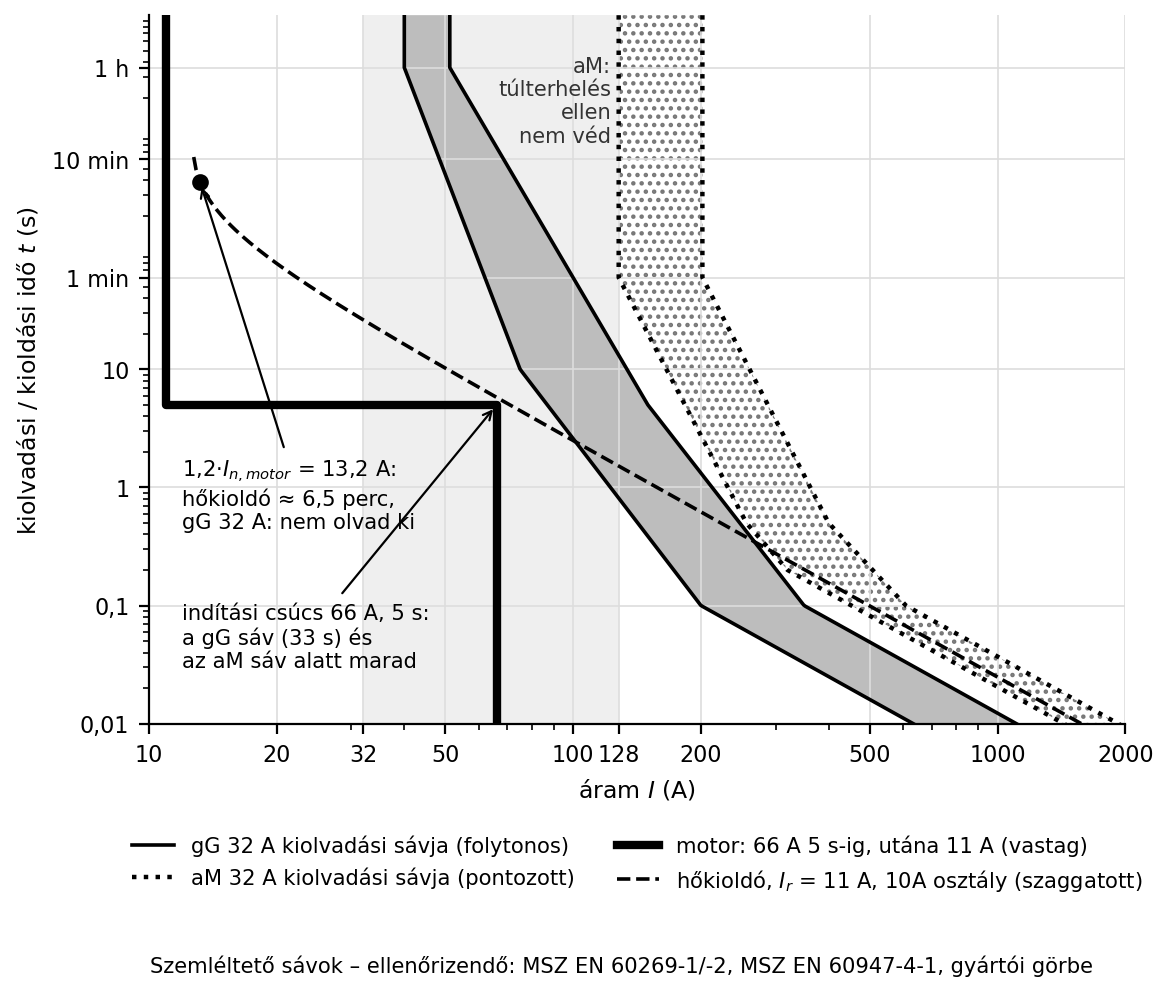 1 h
10 min
1 min
10
1
0,1
0,01
kiolvadási / kioldási idő t (s)
aM:
túlterhelés
ellen
nem véd
1,2·In, motor = 13,2 A:
hőkioldó ≈ 6,5 perc,
gG 32 A: nem olvad ki
indítási csúcs 66 A, 5 s:
a gG sáv (33 s) és
az aM sáv alatt marad
10 20 32 50 100 128 200 500 1000 2000
áram I (A)
gG 32 A kiolvadási sávja (folytonos)
aM 32 A kiolvadási sávja (pontozott)
motor: 66 A 5 s-ig, utána 11 A (vastag)
hőkioldó, Ir = 11 A, 10A osztály (szaggatott)
Szemléltető sávok – ellenőrizendő: MSZ EN 60269-1/-2, MSZ EN 60947-4-1, gyártói görbe